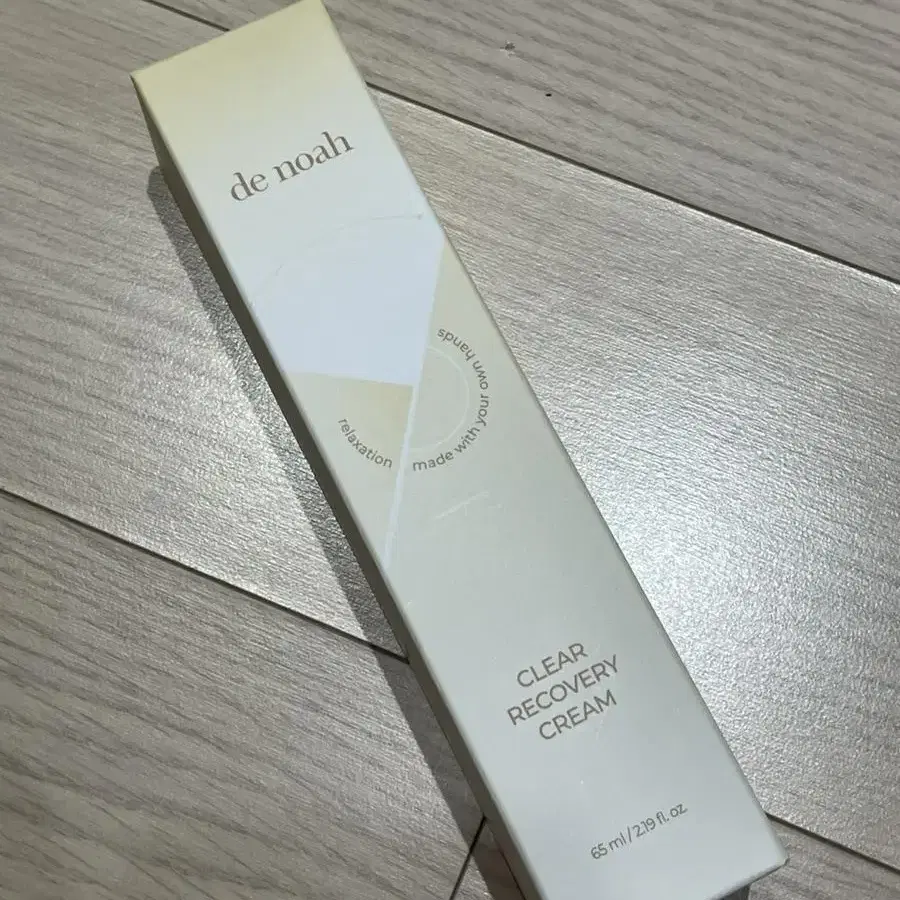 de noah
relaxation
made with your own hands
CLEAR
RECOVERY
CREAM
65 ml / 2.19 fl. oz.